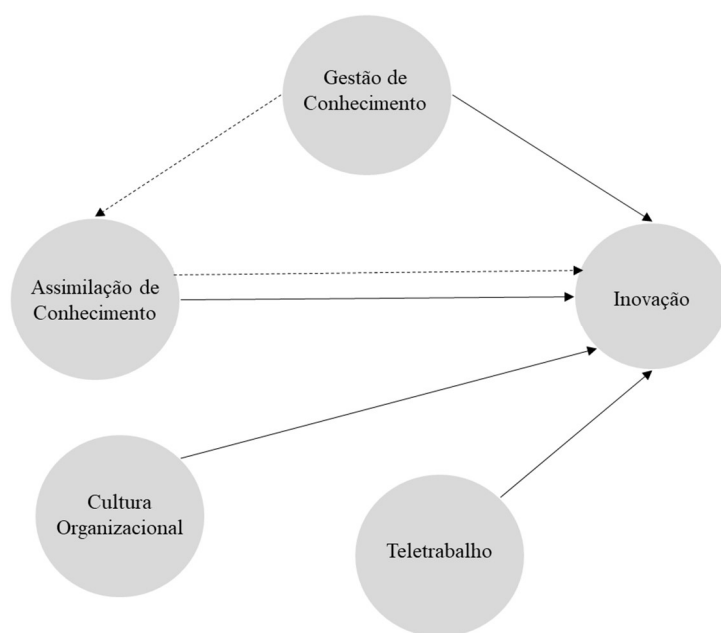 Gestão de
Conhecimento
Assimilação de
Conhecimento
Inovação
Cultura
Organizacional
Teletrabalho